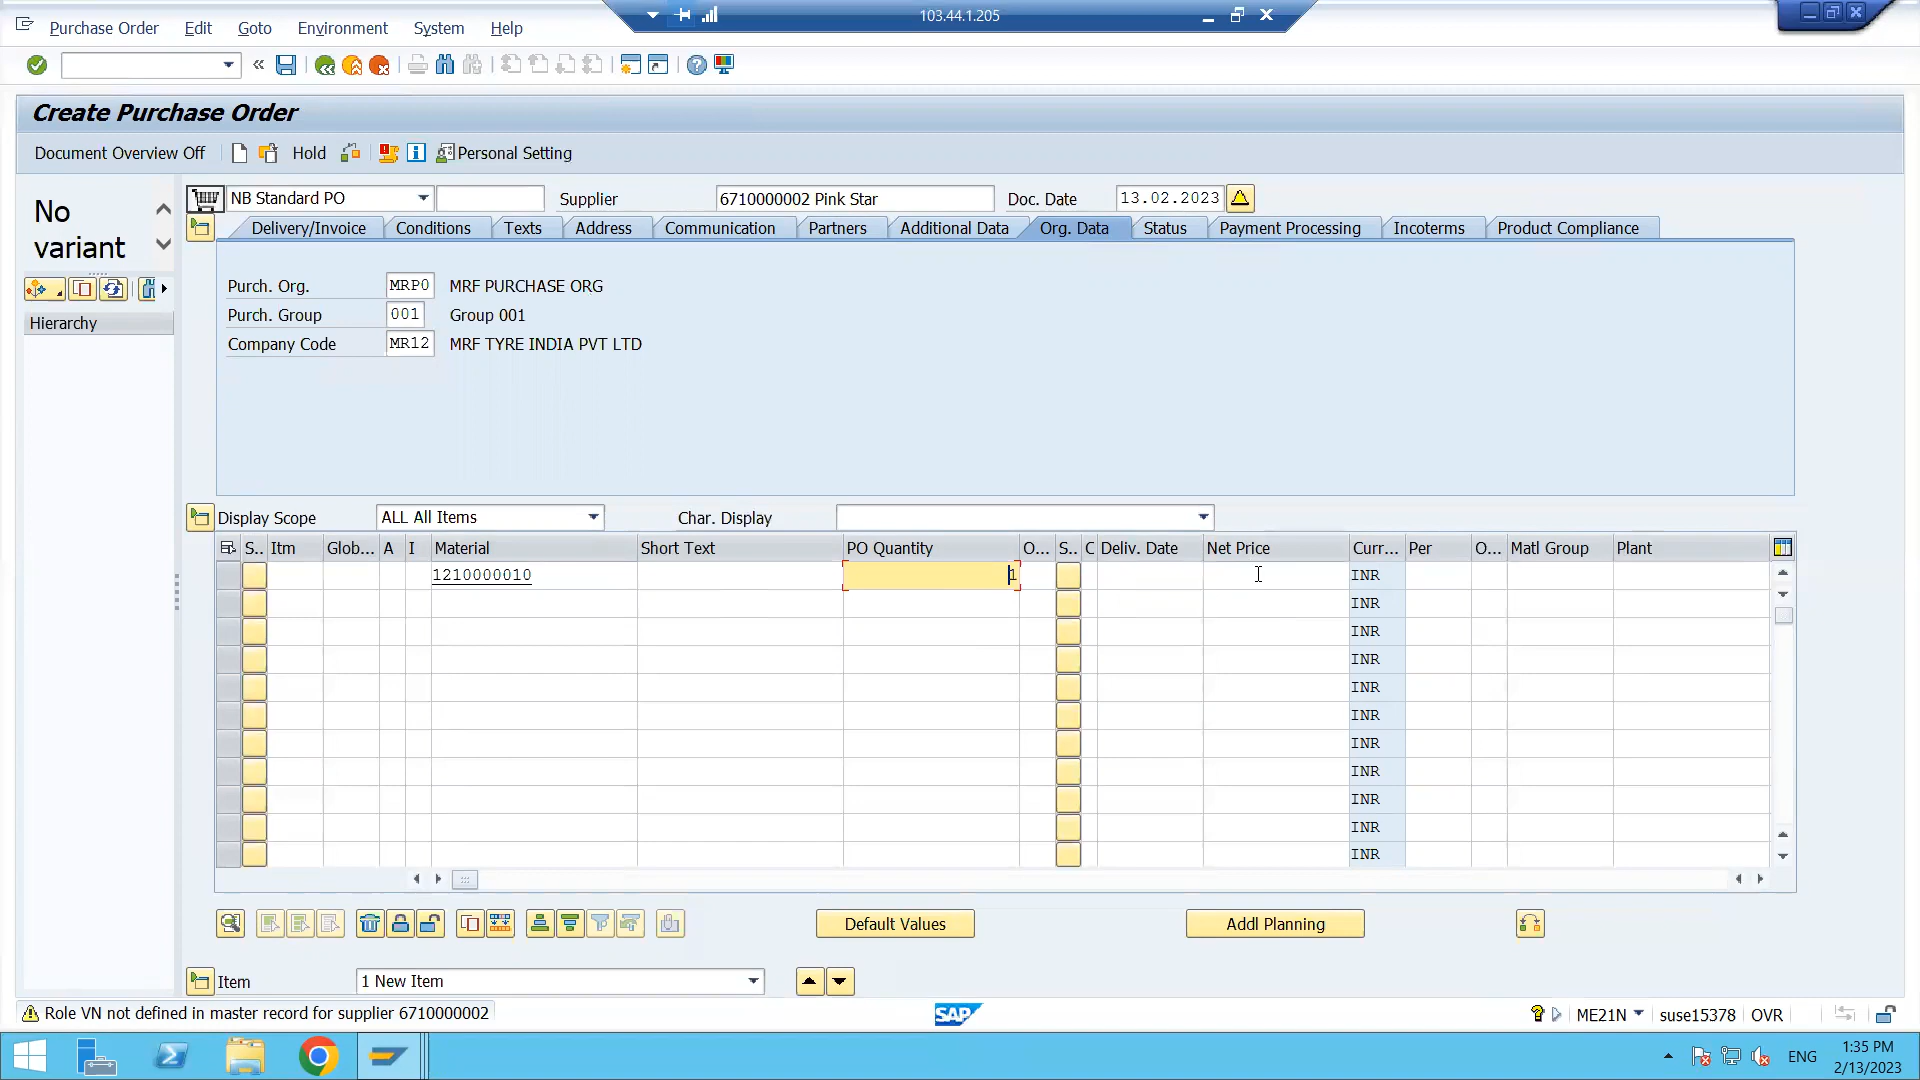 103.44.1.205
Purchase Order Edit Goto Environment System Help
Create Purchase Order
Document Overview Off Hold Personal Setting
No variant
NB Standard PO Supplier 6710000002 Pink Star Doc. Date 13.02.2023
Delivery/Invoice Conditions Texts Address Communication Partners Additional Data Org. Data Status Payment Processing Incoterms Product Compliance
Hierarchy
Purch. Org. MRP0 MRF PURCHASE ORG
Purch. Group 001 Group 001
Company Code MR12 MRF TYRE INDIA PVT LTD
Display Scope ALL All Items Char. Display
S.. Itm Glob... A I Material Short Text PO Quantity O... S.. C Deliv. Date Net Price Curr... Per O... Matl Group Plant
1210000010 1 INR
INR
INR
INR
INR
INR
INR
INR
INR
INR
INR
Default Values Addl Planning
Item 1 New Item
Role VN not defined in master record for supplier 6710000002 SAP ME21N suse15378 OVR
ENG 1:35 PM
2/13/2023